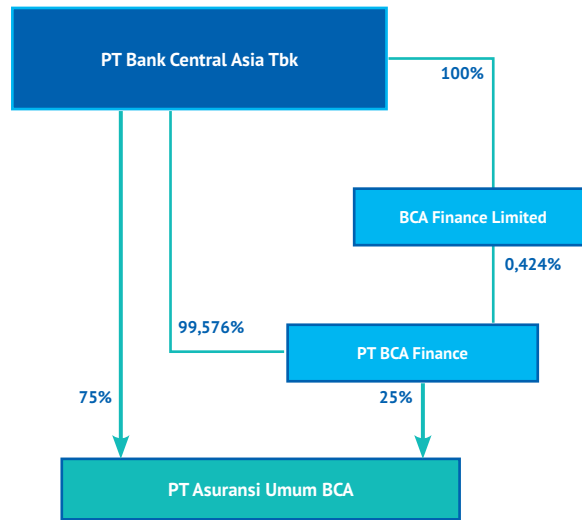 PT Bank Central Asia Tbk
100%
BCA Finance Limited
0,424%
99,576%
PT BCA Finance
75%
25%
PT Asuransi Umum BCA